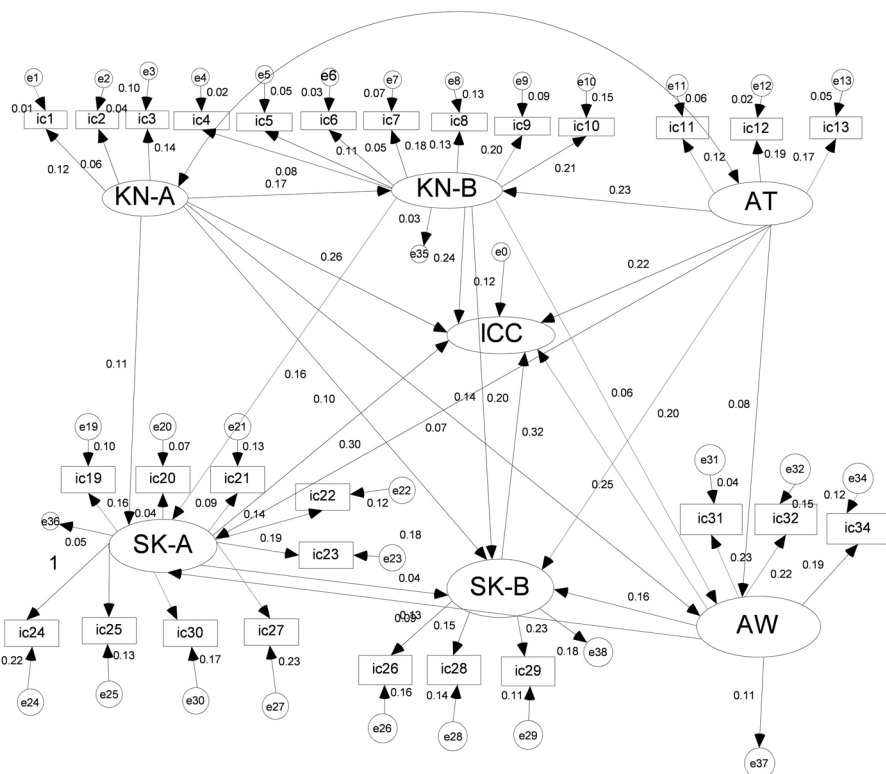 e1 e2 e3 e4 e5 e6 e7 e8 e9 e10 e11 e12 e13
0.01 0.04 0.10 0.02 0.05 0.03 0.07 0.13 0.09 0.15 0.06 0.02 0.05
ic1 ic2 ic3 ic4 ic5 ic6 ic7 ic8 ic9 ic10 ic11 ic12 ic13
0.12 0.06 0.14 0.08 0.11 0.05 0.18 0.13 0.20 0.21 0.12 0.19 0.17
KN-A 0.17 KN-B 0.23 AT
0.03 e35 0.24 0.12 e0
0.26 0.22
ICC
0.11 0.16 0.10 0.14 0.20 0.06 0.20 0.08
0.30 0.07 0.32 0.25
e19 e20 e21 e22 e31 e32 e34
0.10 0.07 0.13 0.12 0.04 0.15 0.12
ic19 ic20 ic21 ic22 ic31 ic32 ic34
0.16 0.04 0.09 0.14 0.18 0.23 0.22 0.19
e36 0.05 SK-A 0.19 ic23 e23
1
0.04 SK-B 0.16 AW
0.13 0.15 0.23 0.18 e38
ic24 ic25 ic30 ic27
0.22 0.13 0.17 0.23
e24 e25 e30 e27
ic26 ic28 ic29
0.16 0.14 0.11
e26 e28 e29
0.11
e37